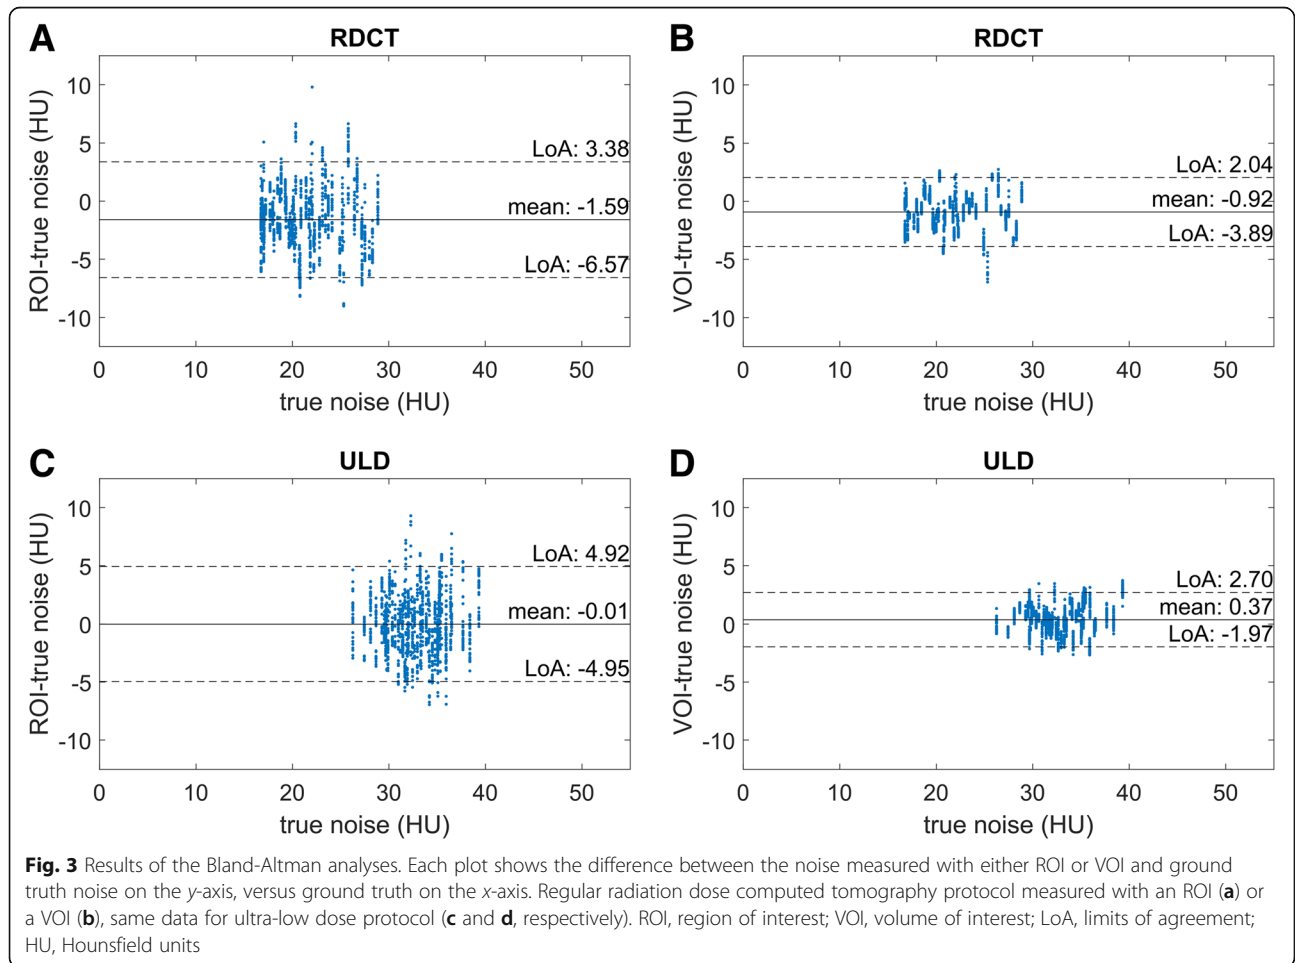 A
RDCT
10
5
0
-5
-10
ROI-true noise (HU)
LoA: 3.38
mean: -1.59
LoA: -6.57
0 10 20 30 40 50
true noise (HU)
B
RDCT
10
5
0
-5
-10
VOI-true noise (HU)
LoA: 2.04
mean: -0.92
LoA: -3.89
0 10 20 30 40 50
true noise (HU)
C
ULD
10
5
0
-5
-10
ROI-true noise (HU)
LoA: 4.92
mean: -0.01
LoA: -4.95
0 10 20 30 40 50
true noise (HU)
D
ULD
10
5
0
-5
-10
VOI-true noise (HU)
LoA: 2.70
mean: 0.37
LoA: -1.97
0 10 20 30 40 50
true noise (HU)
Fig. 3 Results of the Bland-Altman analyses. Each plot shows the difference between the noise measured with either ROI or VOI and ground
truth noise on the y-axis, versus ground truth on the x-axis. Regular radiation dose computed tomography protocol measured with an ROI (a) or
a VOI (b), same data for ultra-low dose protocol (c and d, respectively). ROI, region of interest; VOI, volume of interest; LoA, limits of agreement;
HU, Hounsfield units